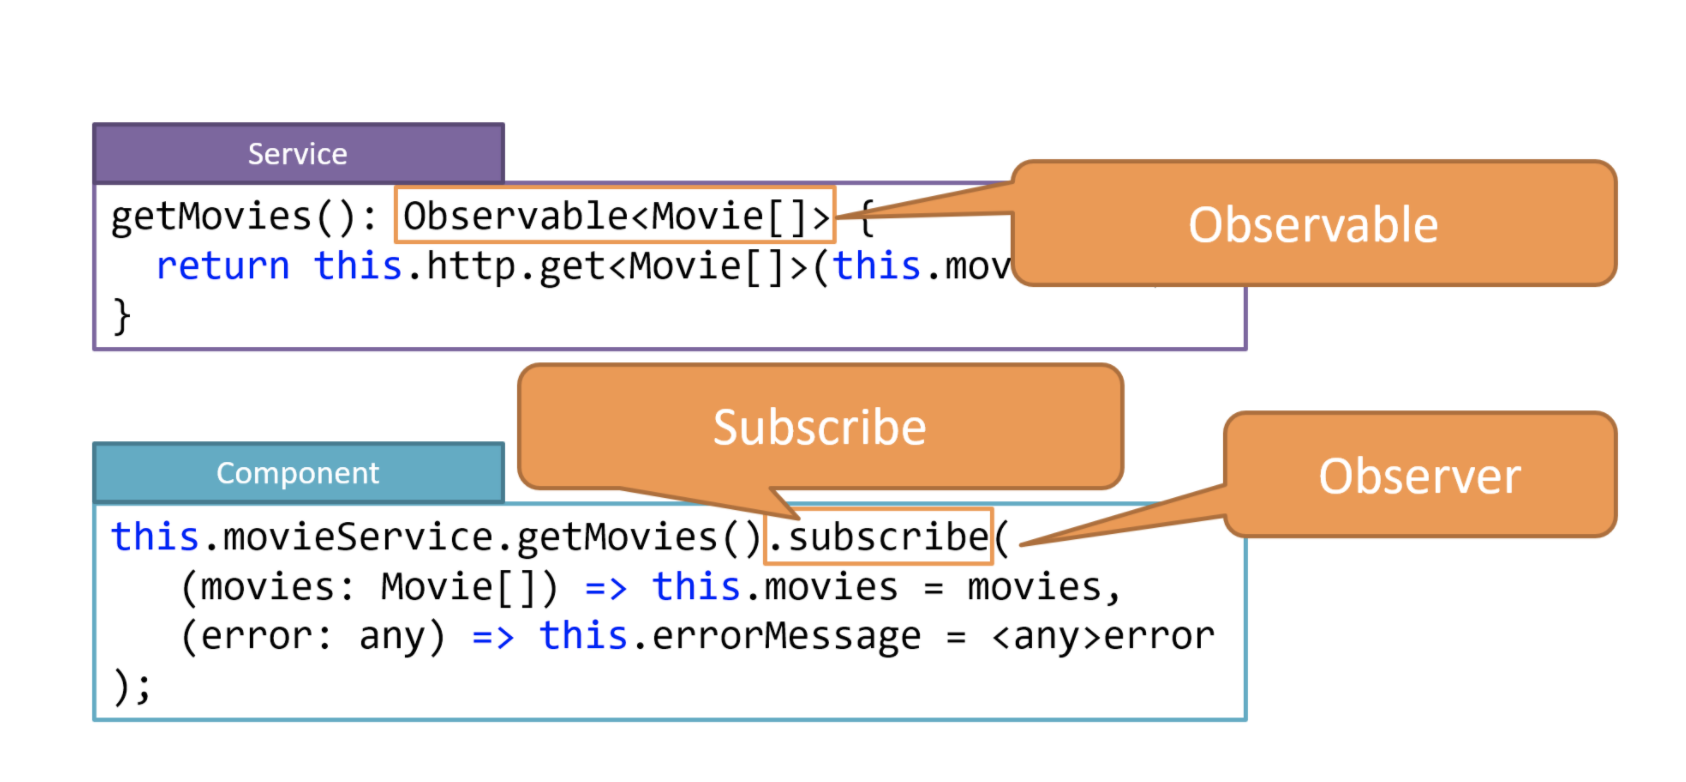 Service
getMovies(): Observable<Movie[]> {
return this.http.get<Movie[]>(this.mov
}
Observable
Subscribe
Observer
Component
this.movieService.getMovies().subscribe(
(movies: Movie[]) => this.movies = movies,
(error: any) => this.errorMessage = <any>error
);